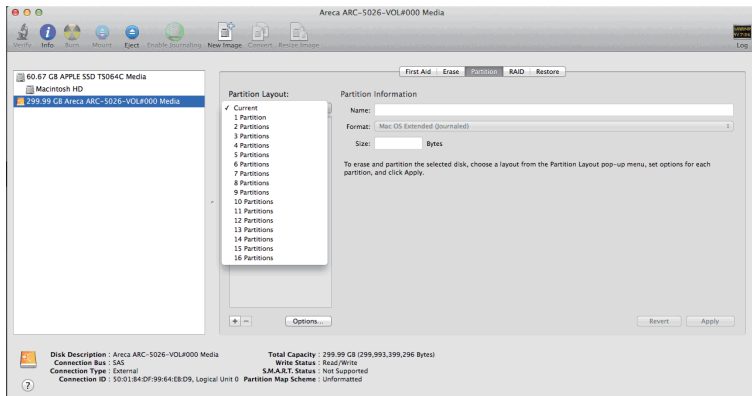 Areca ARC-5026-VOL#000 Media
Verify Info Burn Mount Eject Enable Journaling New Image Convert Resize Image Log
First Aid Erase Partition RAID Restore
60.67 GB APPLE SSD TS064C Media
Macintosh HD
299.99 GB Areca ARC-5026-VOL#000 Media
Partition Layout:
✓ Current
1 Partition
2 Partitions
3 Partitions
4 Partitions
5 Partitions
6 Partitions
7 Partitions
8 Partitions
9 Partitions
10 Partitions
11 Partitions
12 Partitions
13 Partitions
14 Partitions
15 Partitions
16 Partitions
+ − Options...
Partition Information
Name:
Format: Mac OS Extended (Journaled)
Size: Bytes
To erase and partition the selected disk, choose a layout from the Partition Layout pop-up menu, set options for each
partition, and click Apply.
Revert Apply
Disk Description : Areca ARC-5026-VOL#000 Media
Connection Bus : SAS
Connection Type : External
Connection ID : 50:01:B4:DF:99:64:EB:D9, Logical Unit 0
Total Capacity : 299.99 GB (299,993,399,296 Bytes)
Write Status : Read/Write
S.M.A.R.T. Status : Not Supported
Partition Map Scheme : Unformatted
?